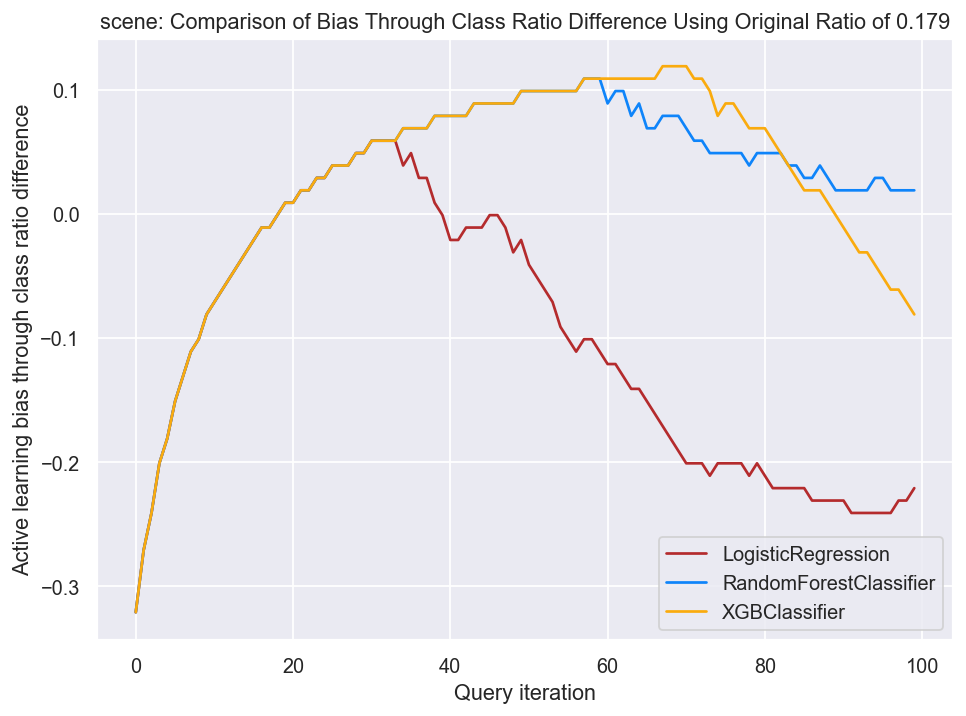 scene: Comparison of Bias Through Class Ratio Difference Using Original Ratio of 0.179
Active learning bias through class ratio difference
0.1
0.0
−0.1
−0.2
−0.3
LogisticRegression
RandomForestClassifier
XGBClassifier
0 20 40 60 80 100
Query iteration